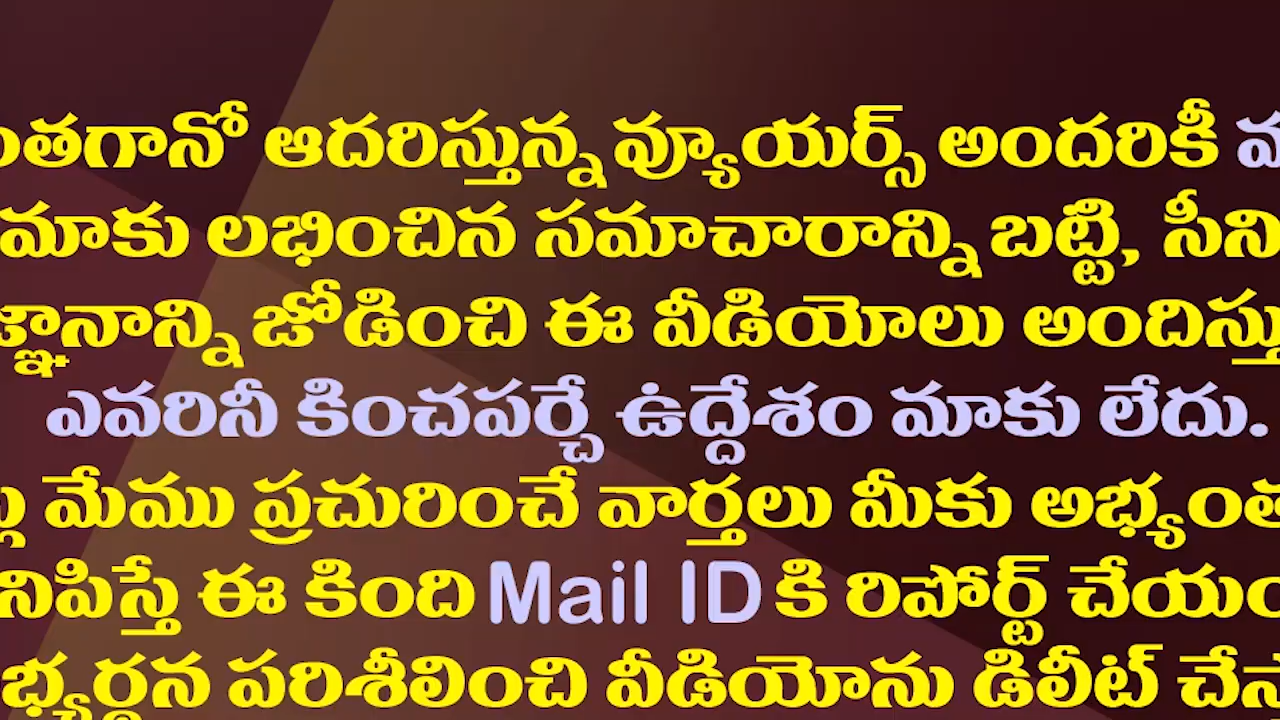 ఆదరిస్తున్న వ్యూయర్స్ అందరికీ
మాకు లభించిన సమాచారాన్ని బట్టి,
జోడించి ఈ వీడియోలు
ఎవరినీ కించపర్చే ఉద్దేశం మాకు లేదు.
మేము ప్రచురించే వార్తలు మీకు
ఈ కింది Mail ID కి రిపోర్ట్
పరిశీలించి వీడియోను డిలీట్